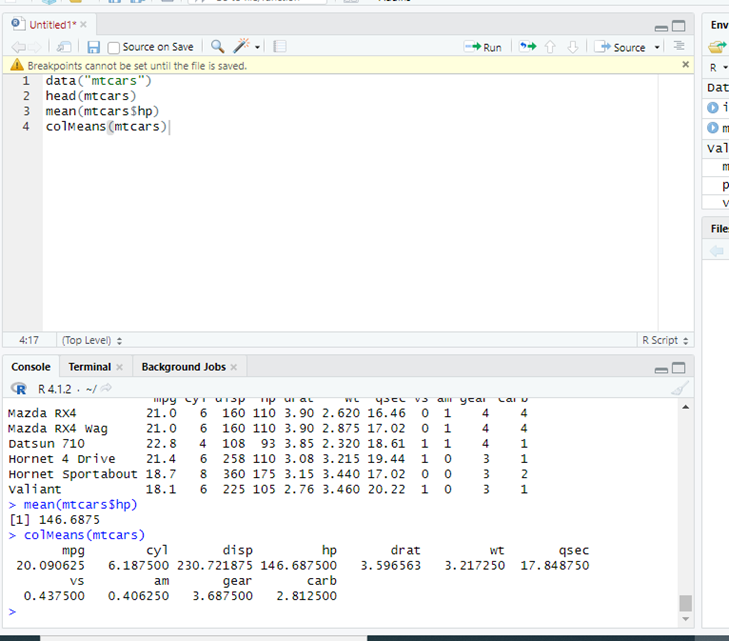 Untitled1*
Source on Save
Run
Source
Breakpoints cannot be set until the file is saved.
1 data("mtcars")
2 head(mtcars)
3 mean(mtcars$hp)
4 colMeans(mtcars)
4:17 (Top Level) R Script
Console Terminal Background Jobs
R 4.1.2 · ~/
mpg cyl disp hp drat wt qsec vs am gear carb
Mazda RX4 21.0 6 160 110 3.90 2.620 16.46 0 1 4 4
Mazda RX4 Wag 21.0 6 160 110 3.90 2.875 17.02 0 1 4 4
Datsun 710 22.8 4 108 93 3.85 2.320 18.61 1 1 4 1
Hornet 4 Drive 21.4 6 258 110 3.08 3.215 19.44 1 0 3 1
Hornet Sportabout 18.7 8 360 175 3.15 3.440 17.02 0 0 3 2
Valiant 18.1 6 225 105 2.76 3.460 20.22 1 0 3 1
> mean(mtcars$hp)
[1] 146.6875
> colMeans(mtcars)
mpg cyl disp hp drat wt qsec
20.090625 6.187500 230.721875 146.687500 3.596563 3.217250 17.848750
vs am gear carb
0.437500 0.406250 3.687500 2.812500
>
Env
R
Dat
i
m
Val
m
p
v
File